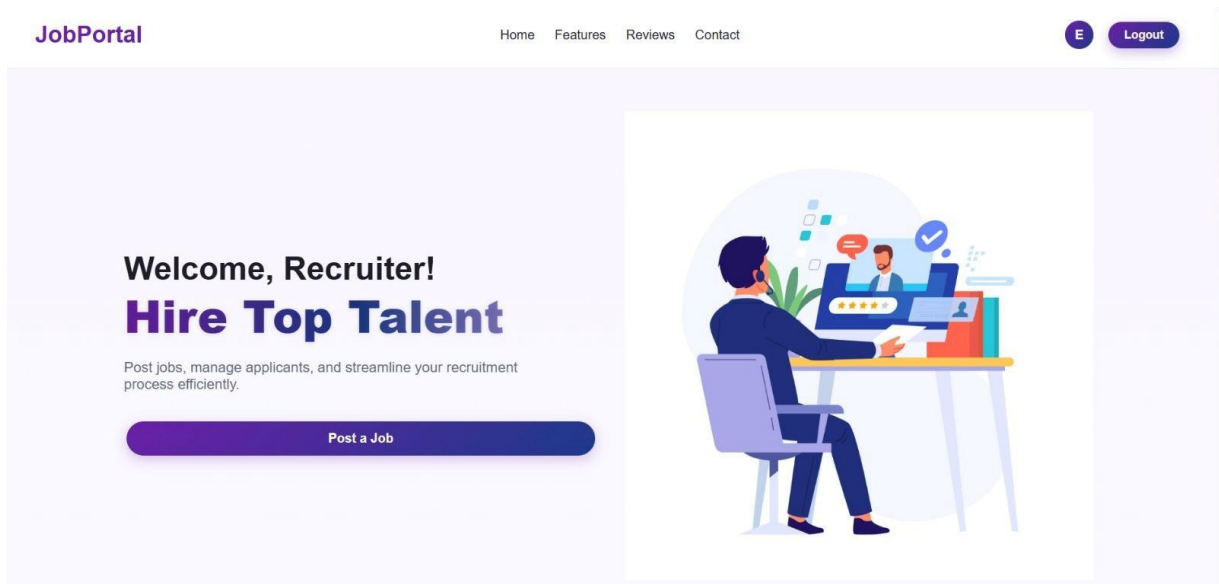 JobPortal
Home Features Reviews Contact
E Logout
Welcome, Recruiter!
Hire Top Talent
Post jobs, manage applicants, and streamline your recruitment
process efficiently.
Post a Job